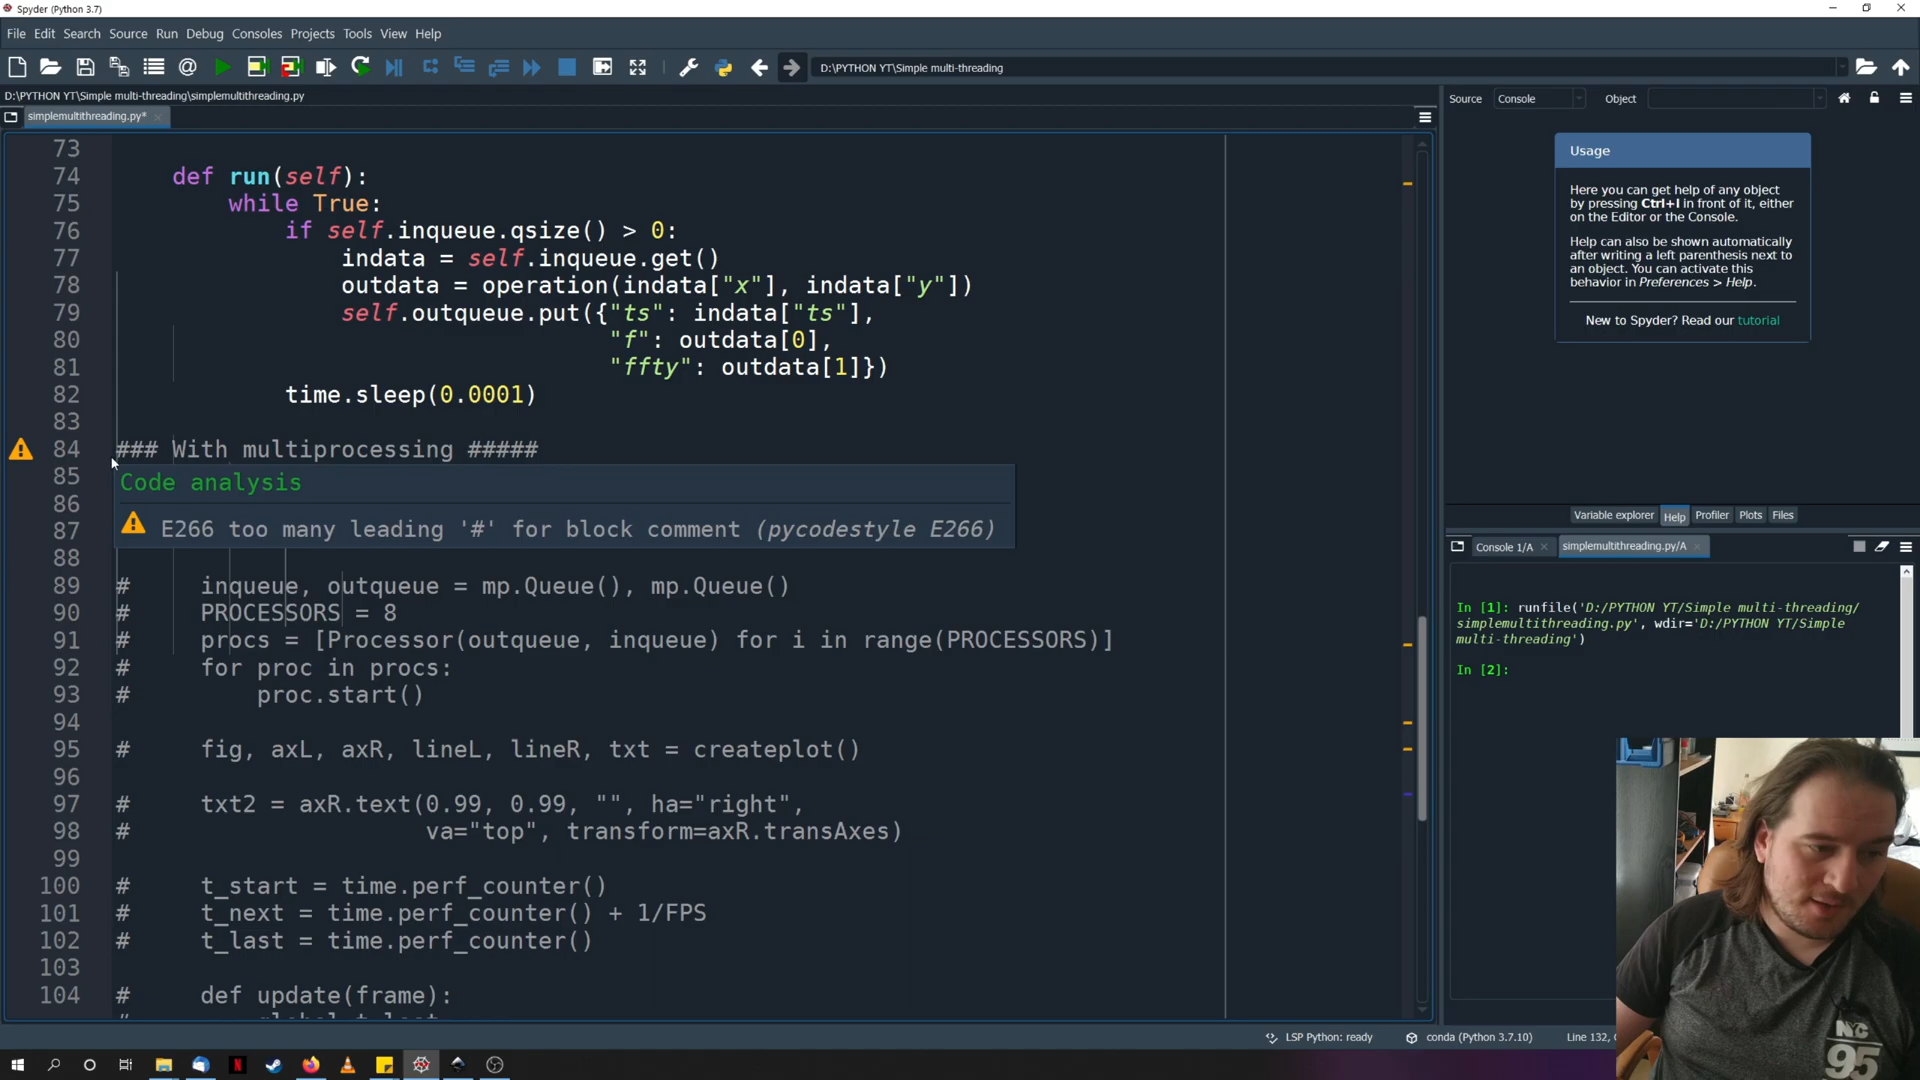 Spyder (Python 3.7)
File Edit Search Source Run Debug Consoles Projects Tools View Help
D:\PYTHON YT\Simple multi-threading
D:\PYTHON YT\Simple multi-threading\simplemultithreading.py
Source Console Object
simplemultithreading.py*
Usage
Here you can get help of any object
by pressing Ctrl+I in front of it, either
on the Editor or the Console.
Help can also be shown automatically
after writing a left parenthesis next to
an object. You can activate this
behavior in Preferences > Help.
New to Spyder? Read our tutorial
73
74 def run(self):
75 while True:
76 if self.inqueue.qsize() > 0:
77 indata = self.inqueue.get()
78 outdata = operation(indata["x"], indata["y"])
79 self.outqueue.put({"ts": indata["ts"],
80 "f": outdata[0],
81 "ffty": outdata[1]})
82 time.sleep(0.0001)
83
84 ### With multiprocessing #####
85
86
87
88
Code analysis
E266 too many leading '#' for block comment (pycodestyle E266)
89 # inqueue, outqueue = mp.Queue(), mp.Queue()
90 # PROCESSORS = 8
91 # procs = [Processor(outqueue, inqueue) for i in range(PROCESSORS)]
92 # for proc in procs:
93 # proc.start()
94
95 # fig, axL, axR, lineL, lineR, txt = createplot()
96
97 # txt2 = axR.text(0.99, 0.99, "", ha="right",
98 # va="top", transform=axR.transAxes)
99
100 # t_start = time.perf_counter()
101 # t_next = time.perf_counter() + 1/FPS
102 # t_last = time.perf_counter()
103
104 # def update(frame):
Variable explorer Help Profiler Plots Files
Console 1/A simplemultithreading.py/A
In [1]: runfile('D:/PYTHON YT/Simple multi-threading/
simplemultithreading.py', wdir='D:/PYTHON YT/Simple
multi-threading')
In [2]:
LSP Python: ready conda (Python 3.7.10) Line 132,
NC
95